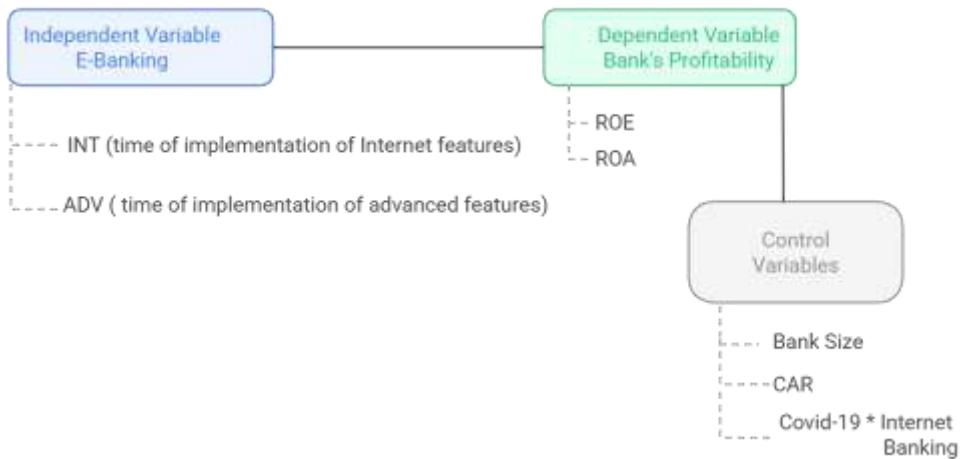 Independent Variable
E-Banking
Dependent Variable
Bank's Profitability
INT (time of implementation of Internet features)
ADV ( time of implementation of advanced features)
ROE
ROA
Control
Variables
Bank Size
CAR
Covid-19 * Internet
Banking